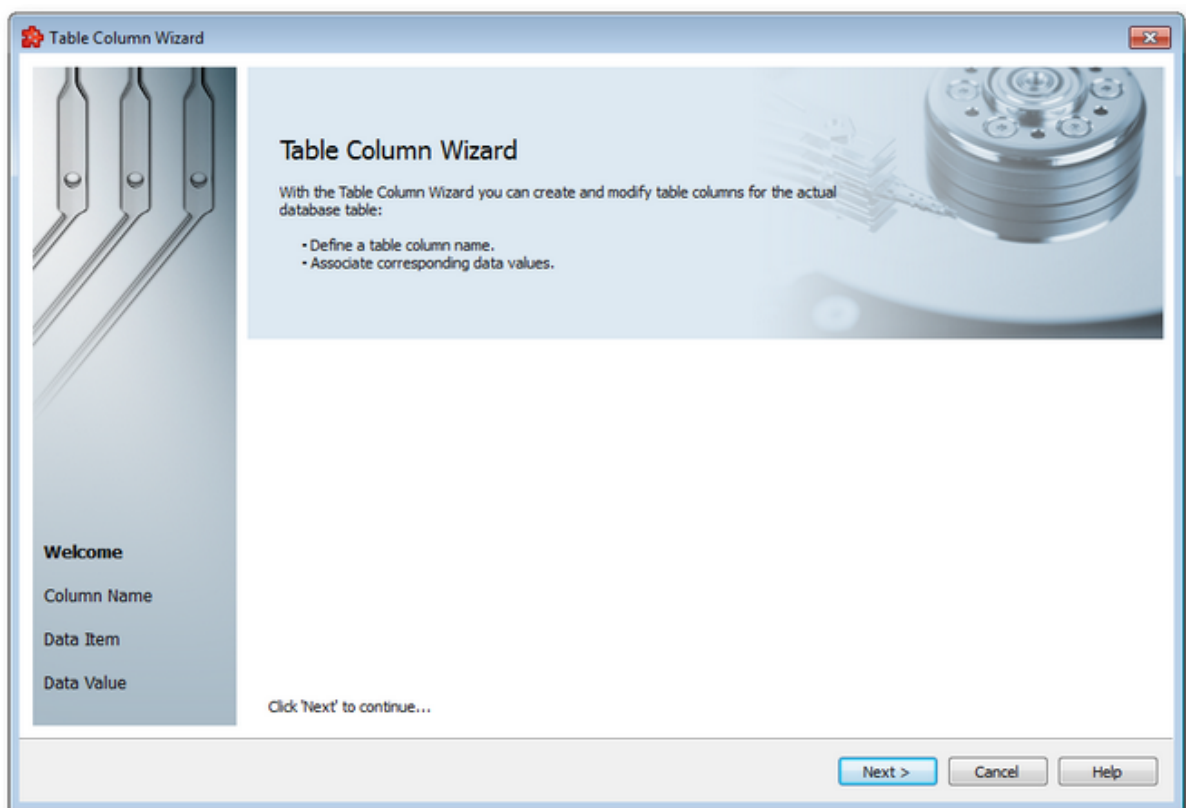 Table Column Wizard
Table Column Wizard
With the Table Column Wizard you can create and modify table columns for the actual
database table:
• Define a table column name.
• Associate corresponding data values.
Welcome
Column Name
Data Item
Data Value
Click 'Next' to continue...
Next >
Cancel
Help